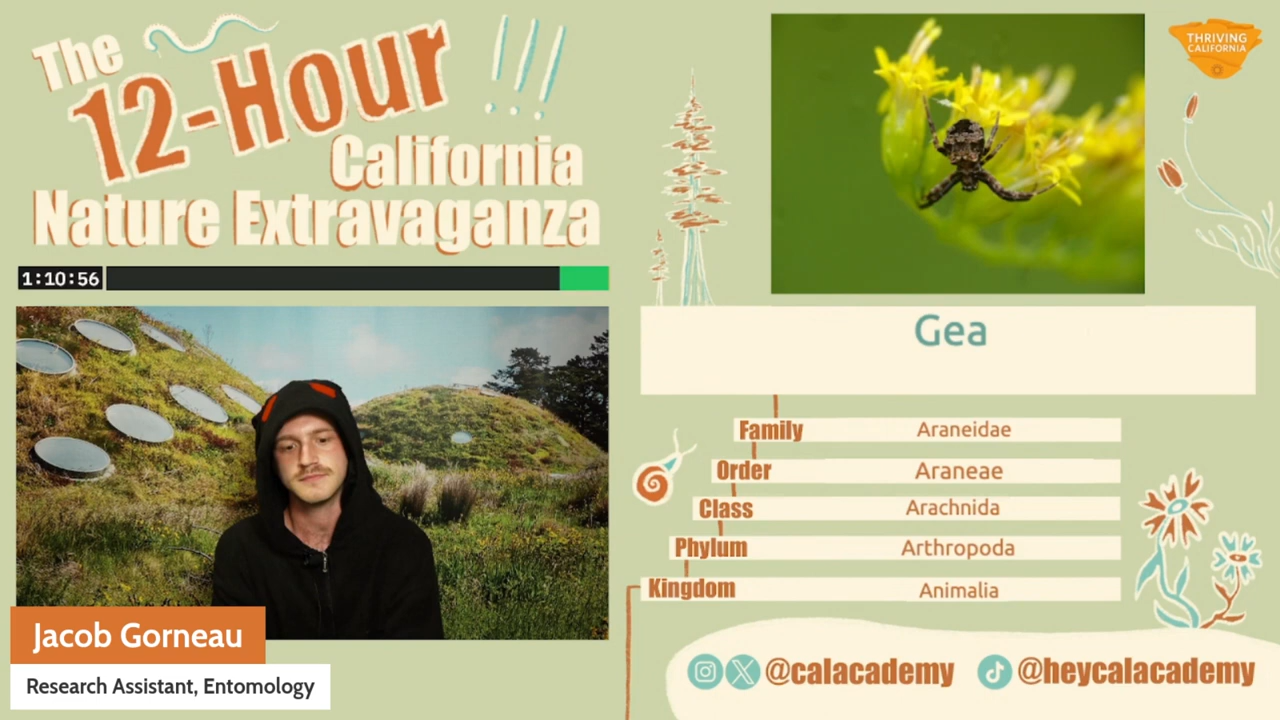 The
12-Hour!!!
California
Nature Extravaganza
1:10:56
Jacob Gorneau
Research Assistant, Entomology
THRIVING
CALIFORNIA
Gea
Family Araneidae
Order Araneae
Class Arachnida
Phylum Arthropoda
Kingdom Animalia
@calacademy @heycalacademy